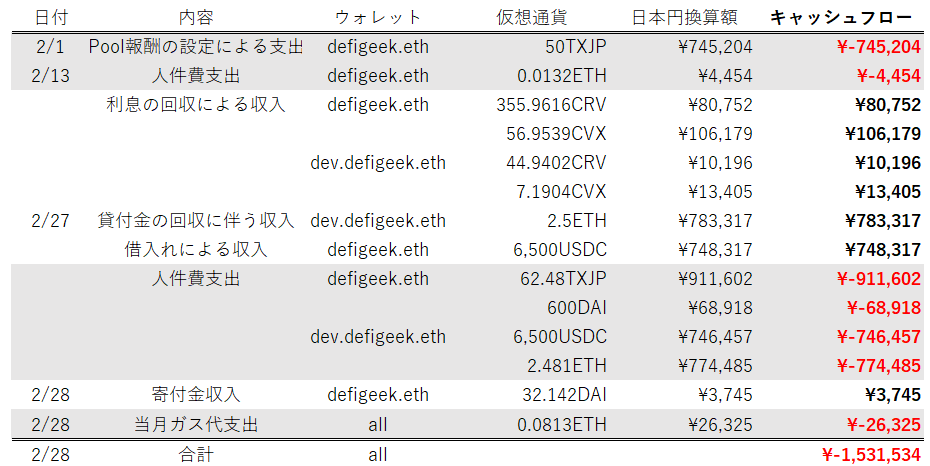 日付 内容 ウォレット 仮想通貨 日本円換算額 キャッシュフロー
2/1 Pool報酬の設定による支出 defigeek.eth 50TXJP ¥745,204 ¥-745,204
2/13 人件費支出 defigeek.eth 0.0132ETH ¥4,454 ¥-4,454
利息の回収による収入 defigeek.eth 355.9616CRV ¥80,752 ¥80,752
56.9539CVX ¥106,179 ¥106,179
dev.defigeek.eth 44.9402CRV ¥10,196 ¥10,196
7.1904CVX ¥13,405 ¥13,405
2/27 貸付金の回収に伴う収入 dev.defigeek.eth 2.5ETH ¥783,317 ¥783,317
借入れによる収入 defigeek.eth 6,500USDC ¥748,317 ¥748,317
人件費支出 defigeek.eth 62.48TXJP ¥911,602 ¥-911,602
600DAI ¥68,918 ¥-68,918
dev.defigeek.eth 6,500USDC ¥746,457 ¥-746,457
2.481ETH ¥774,485 ¥-774,485
2/28 寄付金収入 defigeek.eth 32.142DAI ¥3,745 ¥3,745
2/28 当月ガス代支出 all 0.0813ETH ¥26,325 ¥-26,325
2/28 合計 all ¥-1,531,534